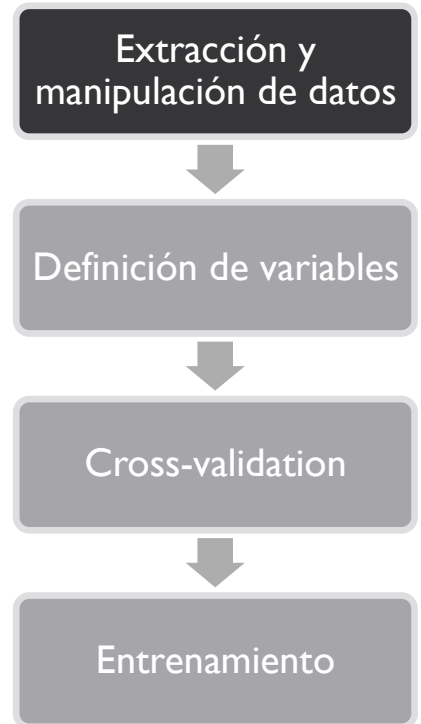 Extracción y
manipulación de datos
Definición de variables
Cross-validation
Entrenamiento